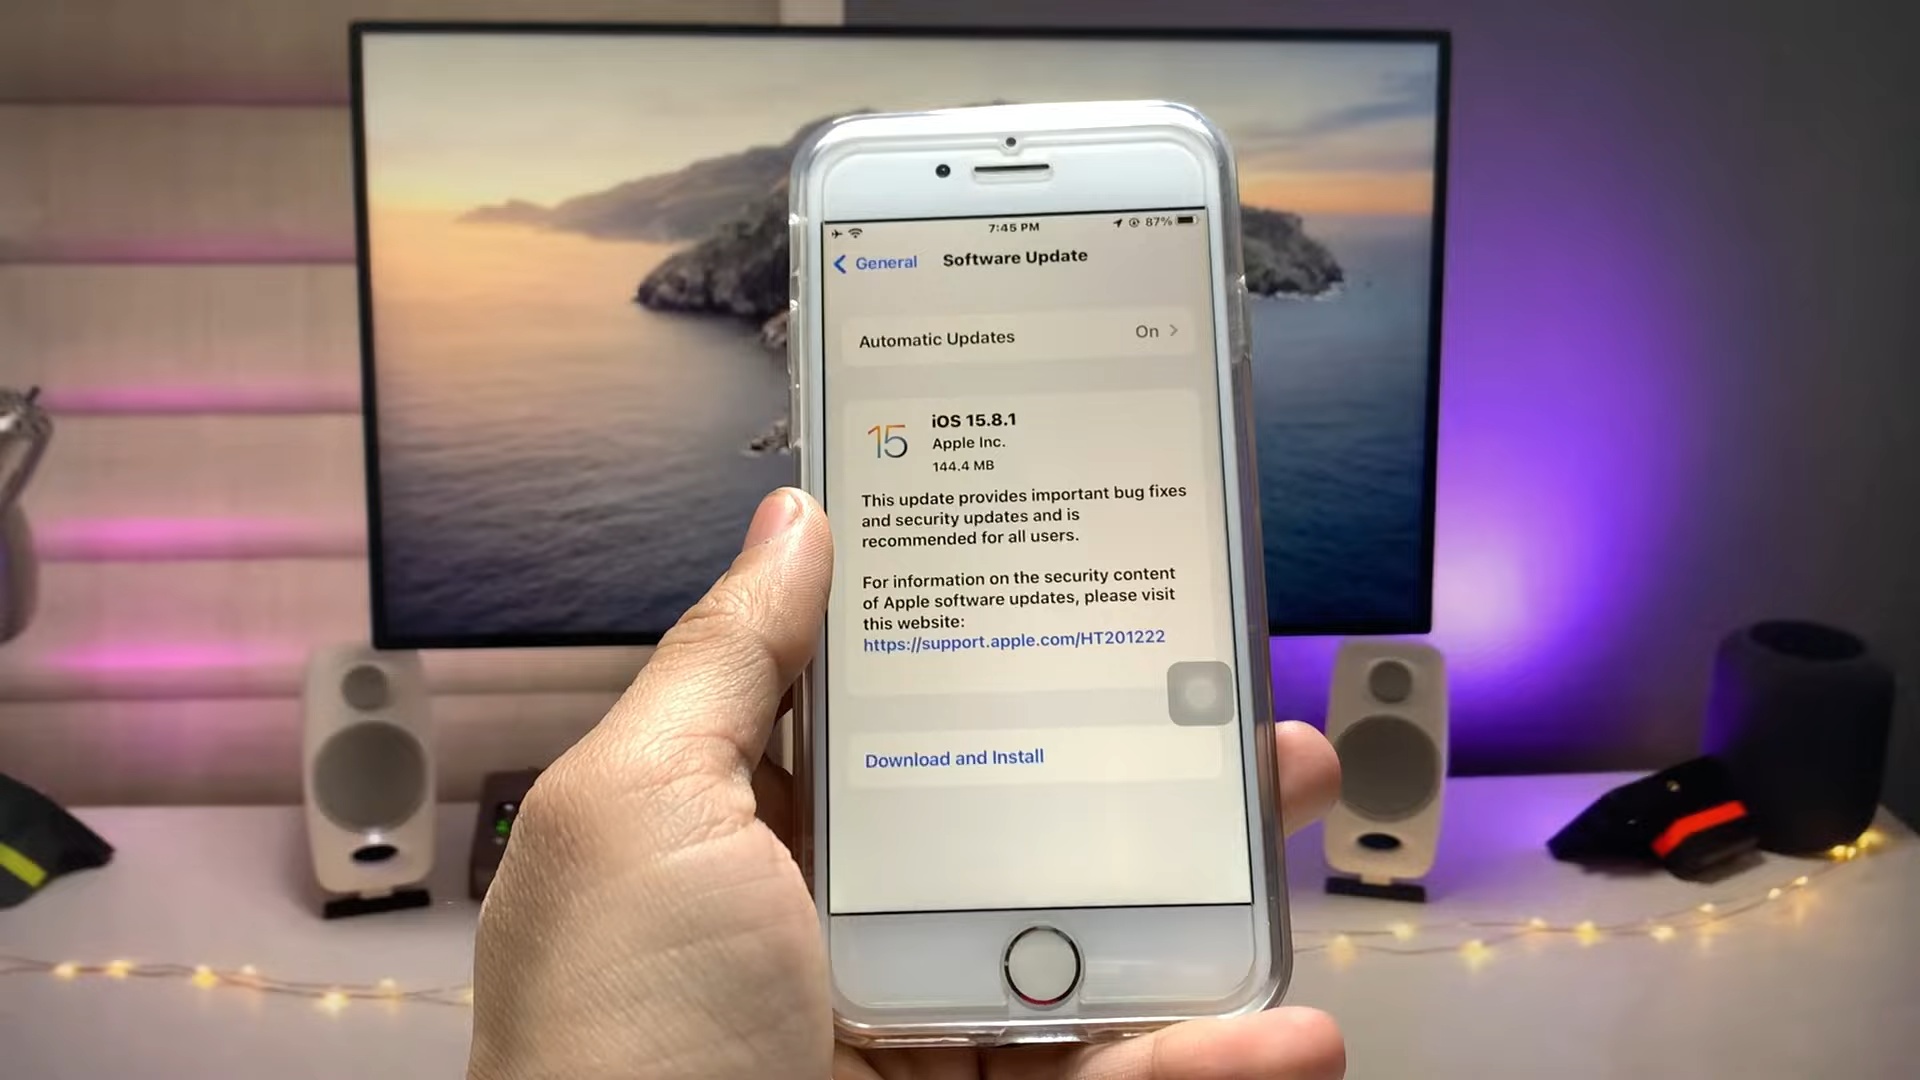 7:45 PM
87%
General
Software Update
Automatic Updates
On
15
iOS 15.8.1
Apple Inc.
144.4 MB
This update provides important bug fixes
and security updates and is
recommended for all users.
For information on the security content
of Apple software updates, please visit
this website:
https://support.apple.com/HT201222
Download and Install